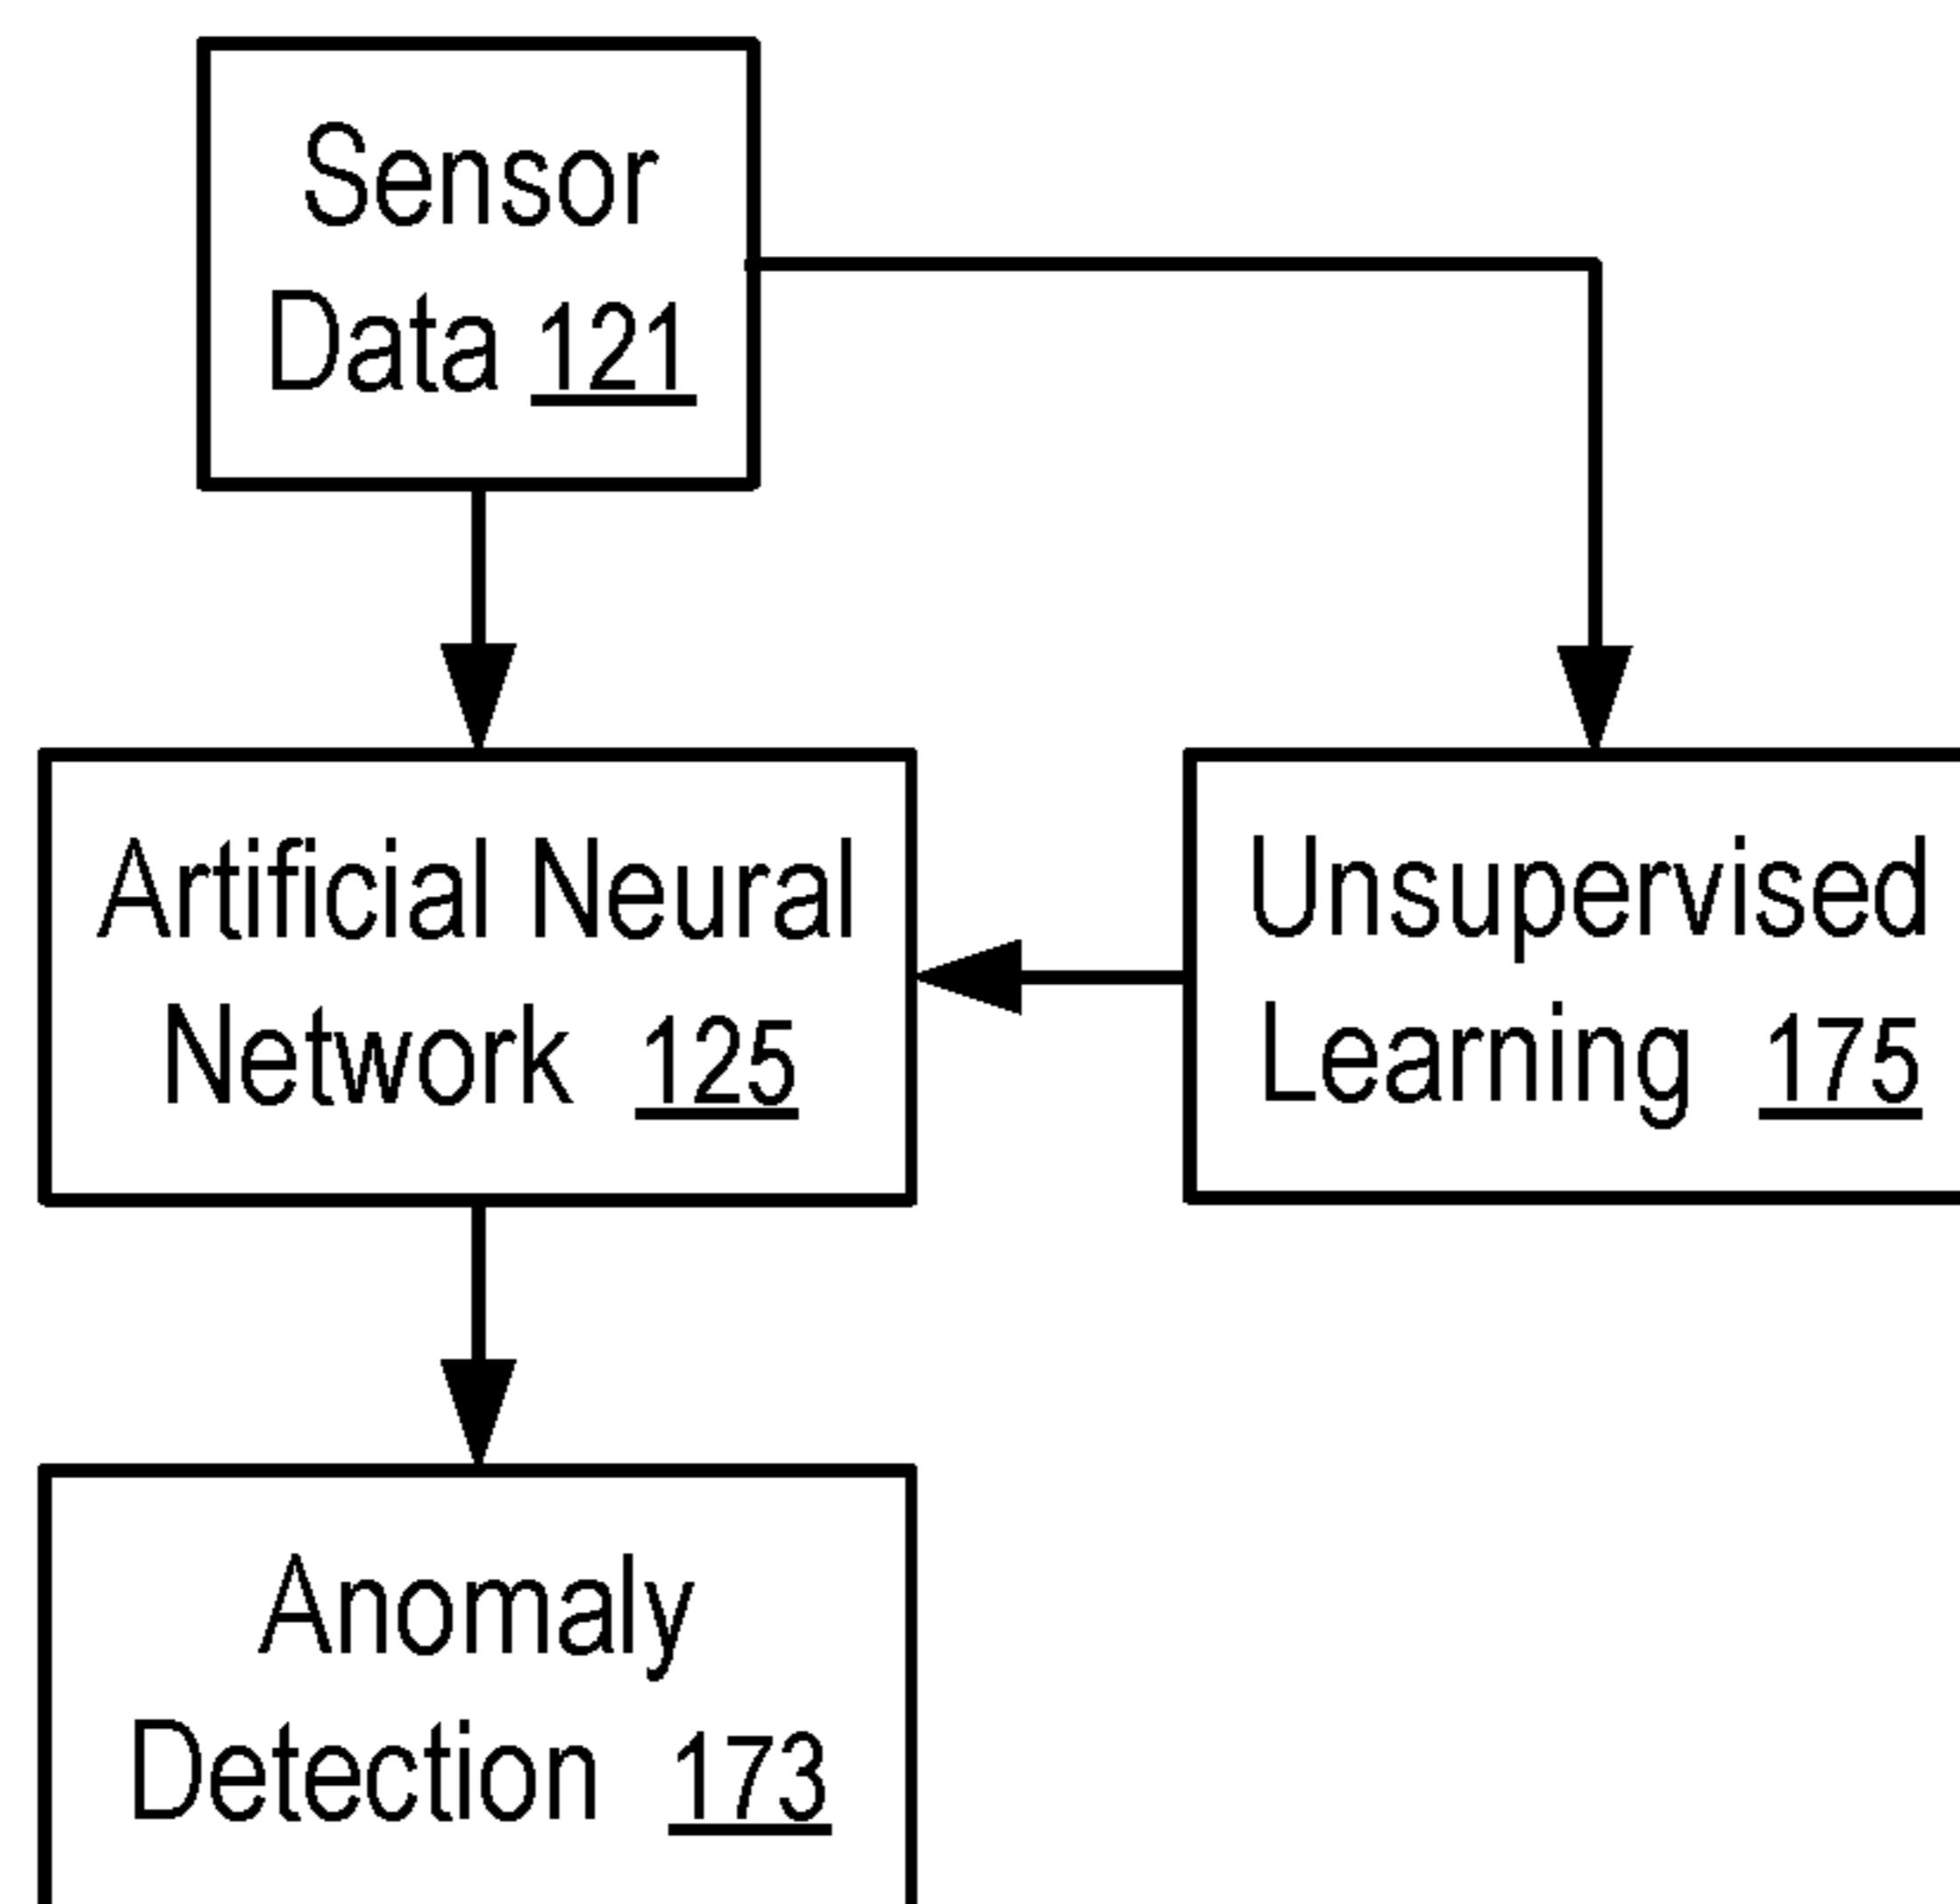 Sensor
Data 121
Artificial Neural
Network 125
Unsupervised
Learning 175
Anomaly
Detection 173